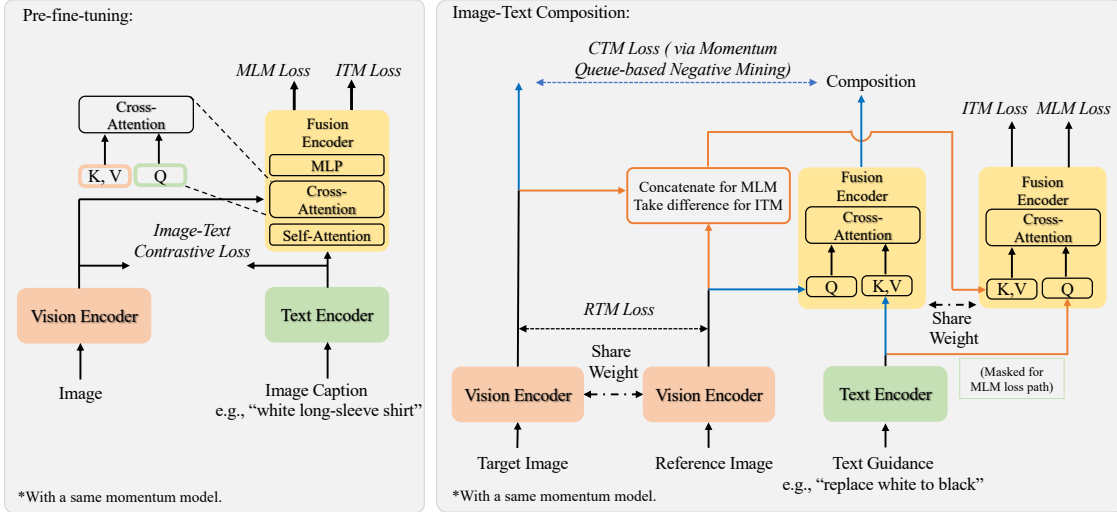 Pre-fine-tuning:
MLM Loss
ITM Loss
Cross-
Attention
K, V
Q
Fusion
Encoder
MLP
Cross-
Attention
Self-Attention
Image-Text
Contrastive Loss
Vision Encoder
Text Encoder
Image
Image Caption
e.g., “white long-sleeve shirt”
*With a same momentum model.
Image-Text Composition:
CTM Loss ( via Momentum
Queue-based Negative Mining)
Composition
ITM Loss
MLM Loss
Concatenate for MLM
Take difference for ITM
Fusion
Encoder
Cross-
Attention
Q
K,V
Fusion
Encoder
Cross-
Attention
K,V
Q
RTM Loss
Share
Weight
Share
Weight
(Masked for
MLM loss path)
Vision Encoder
Vision Encoder
Text Encoder
Target Image
Reference Image
Text Guidance
e.g., “replace white to black”
*With a same momentum model.